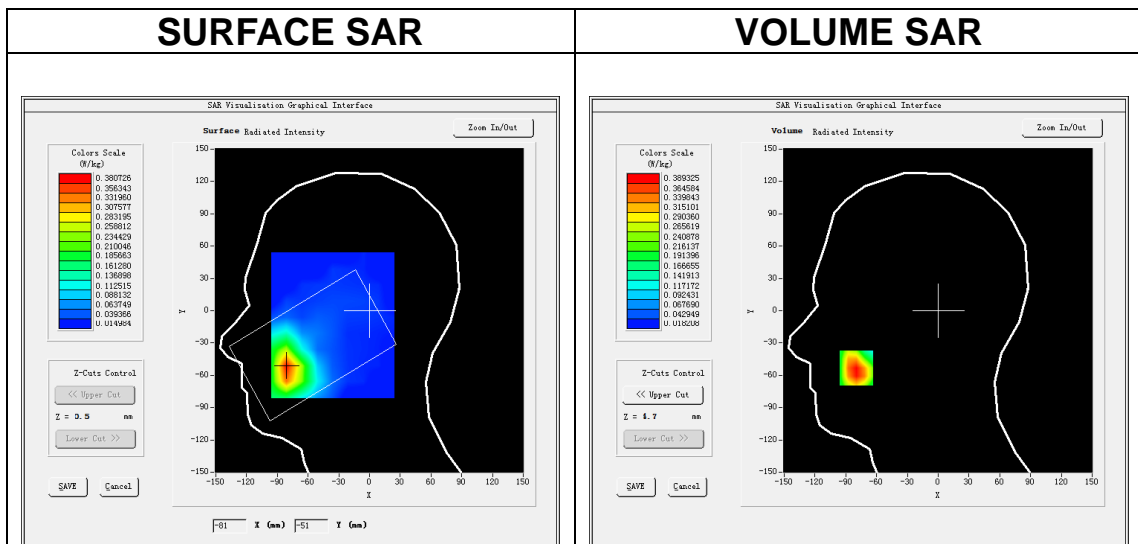 SURFACE SAR
SAR Visualisation Graphical Interface
Surface Radiated Intensity
Zoom In/Out
Colors Scale
(W/kg)
0.380726
0.356343
0.331960
0.307577
0.283195
0.258812
0.234429
0.210046
0.185663
0.161280
0.136898
0.112515
0.088132
0.063749
0.039366
0.014984
150
120
90
60
30
0
-30
-60
-90
-120
-150
Y
-150 -120 -90 -60 -30 0 30 60 90 120 150
X
Z-Cuts Control
<< Upper Cut
Z = 3.5 mm
Lower Cut >>
SAVE Cancel
-81 X (mm) -51 Y (mm)
VOLUME SAR
SAR Visualisation Graphical Interface
Volume Radiated Intensity
Zoom In/Out
Colors Scale
(W/kg)
0.389325
0.364584
0.339843
0.315101
0.290360
0.265619
0.240878
0.216137
0.191396
0.166655
0.141913
0.117172
0.092431
0.067690
0.042949
0.018208
150
120
90
60
30
0
-30
-60
-90
-120
-150
Y
-150 -120 -90 -60 -30 0 30 60 90 120 150
X
Z-Cuts Control
<< Upper Cut
Z = 4.7 mm
Lower Cut >>
SAVE Cancel